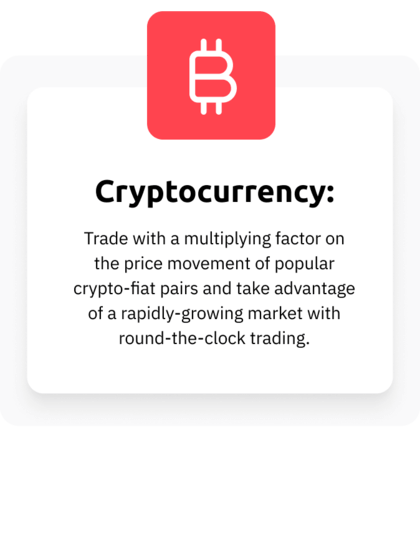 Cryptocurrency:
Trade with a multiplying factor on
the price movement of popular
crypto-fiat pairs and take advantage
of a rapidly-growing market with
round-the-clock trading.